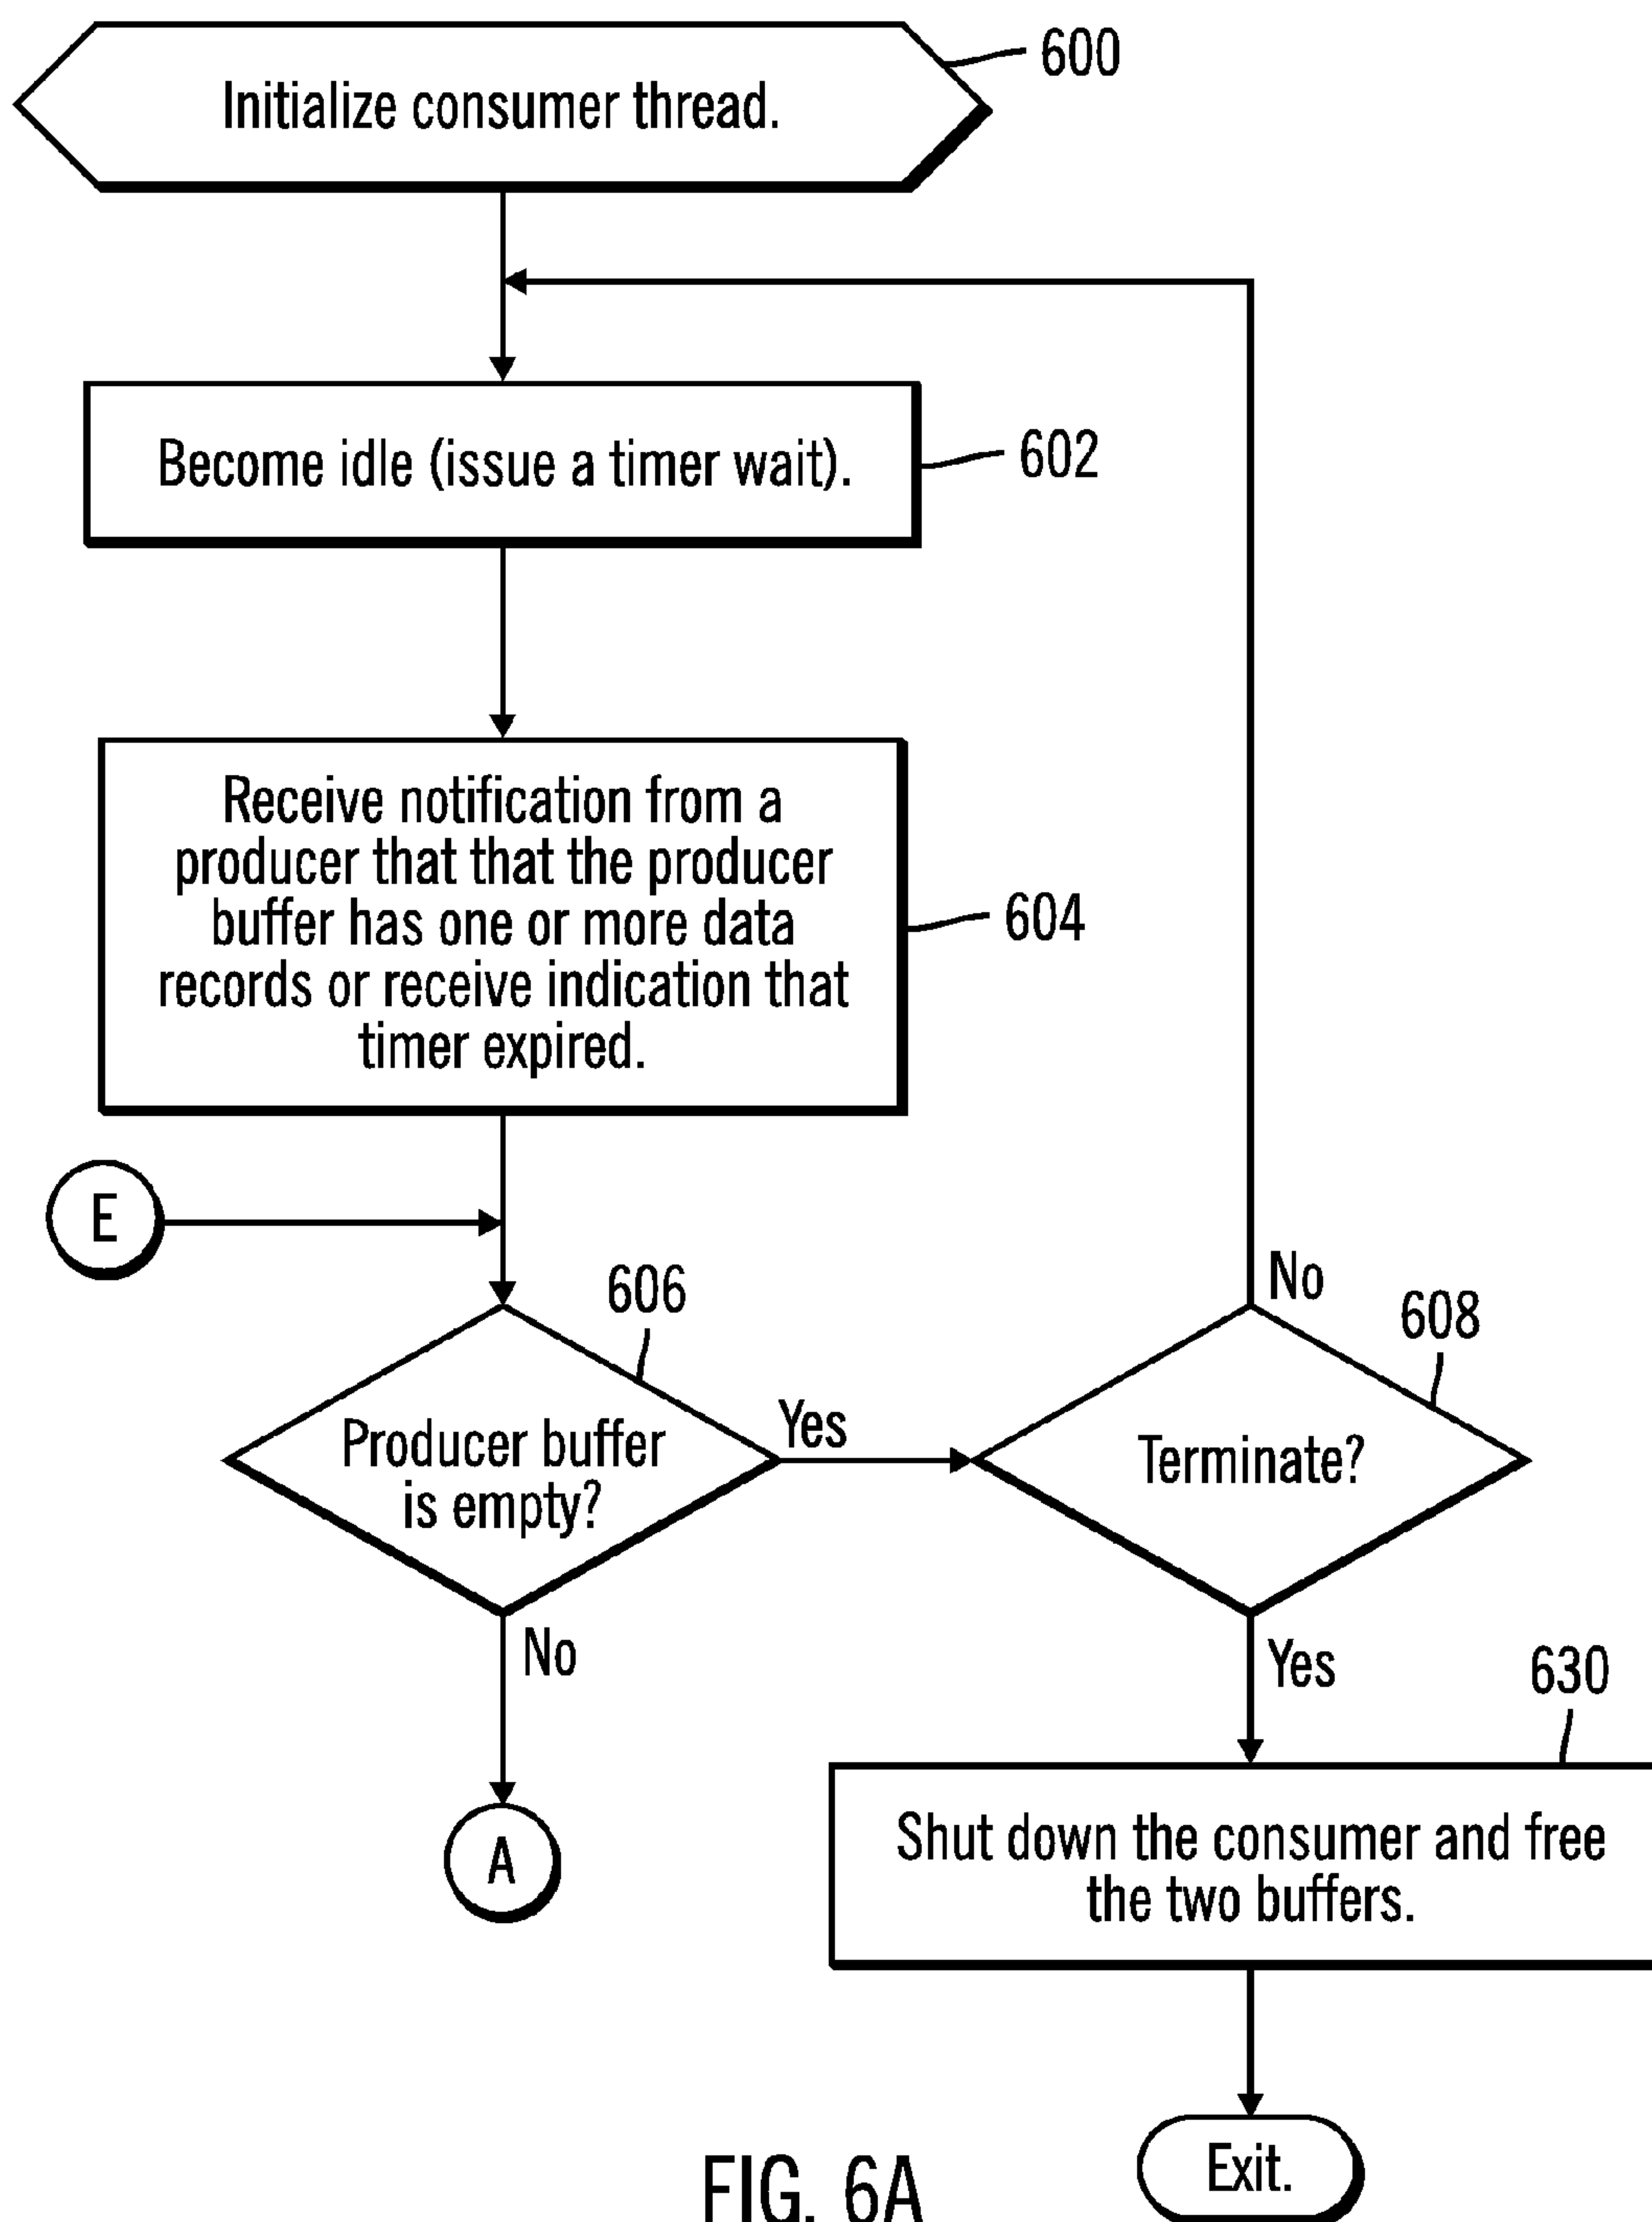 600
Initialize consumer thread.
Become idle (issue a timer wait).
602
Receive notification from a
producer that that the producer
buffer has one or more data
records or receive indication that
timer expired.
604
E
606
Producer buffer
is empty?
Yes
No
A
No
608
Terminate?
Yes
630
Shut down the consumer and free
the two buffers.
Exit.
FIG. 6A